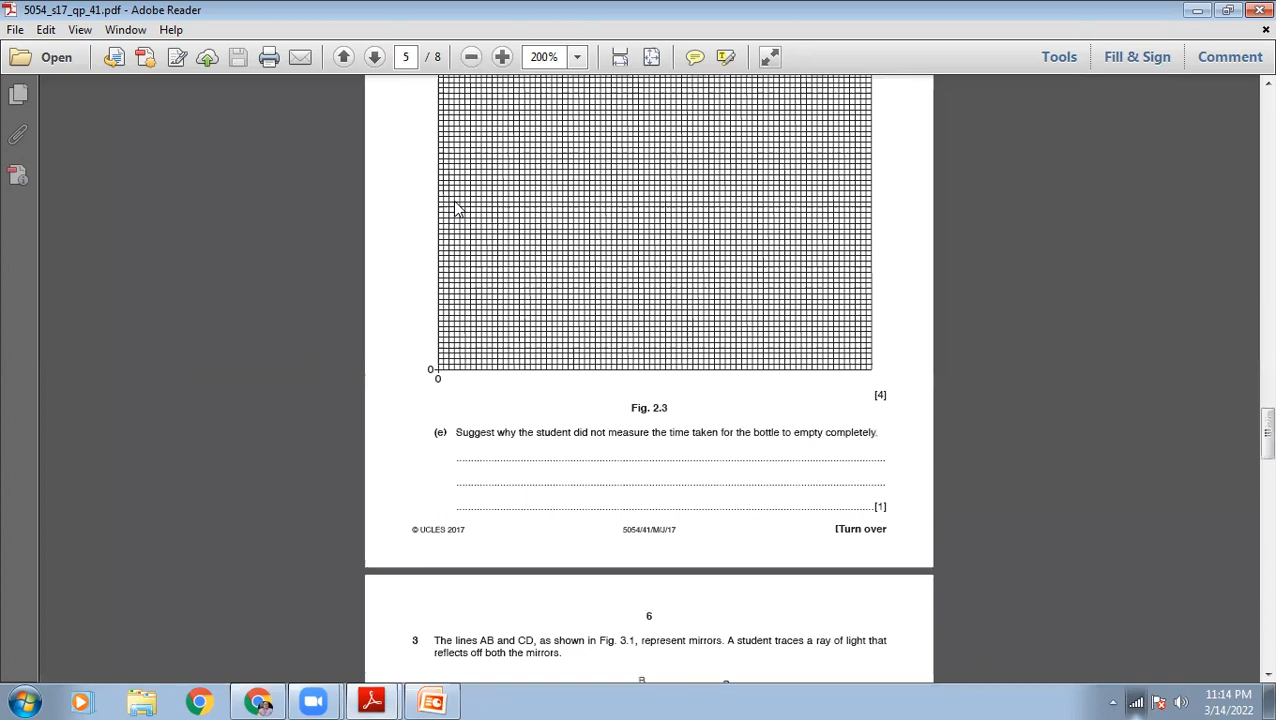 5054_s17_qp_41.pdf - Adobe Reader
File Edit View Window Help
Open 5 / 8 200% Tools Fill & Sign Comment
0
0
[4]
Fig. 2.3
(e) Suggest why the student did not measure the time taken for the bottle to empty completely.
[1]
© UCLES 2017 5054/41/M/J/17 [Turn over
6
3 The lines AB and CD, as shown in Fig. 3.1, represent mirrors. A student traces a ray of light that
reflects off both the mirrors.
B
11:14 PM
3/14/2022